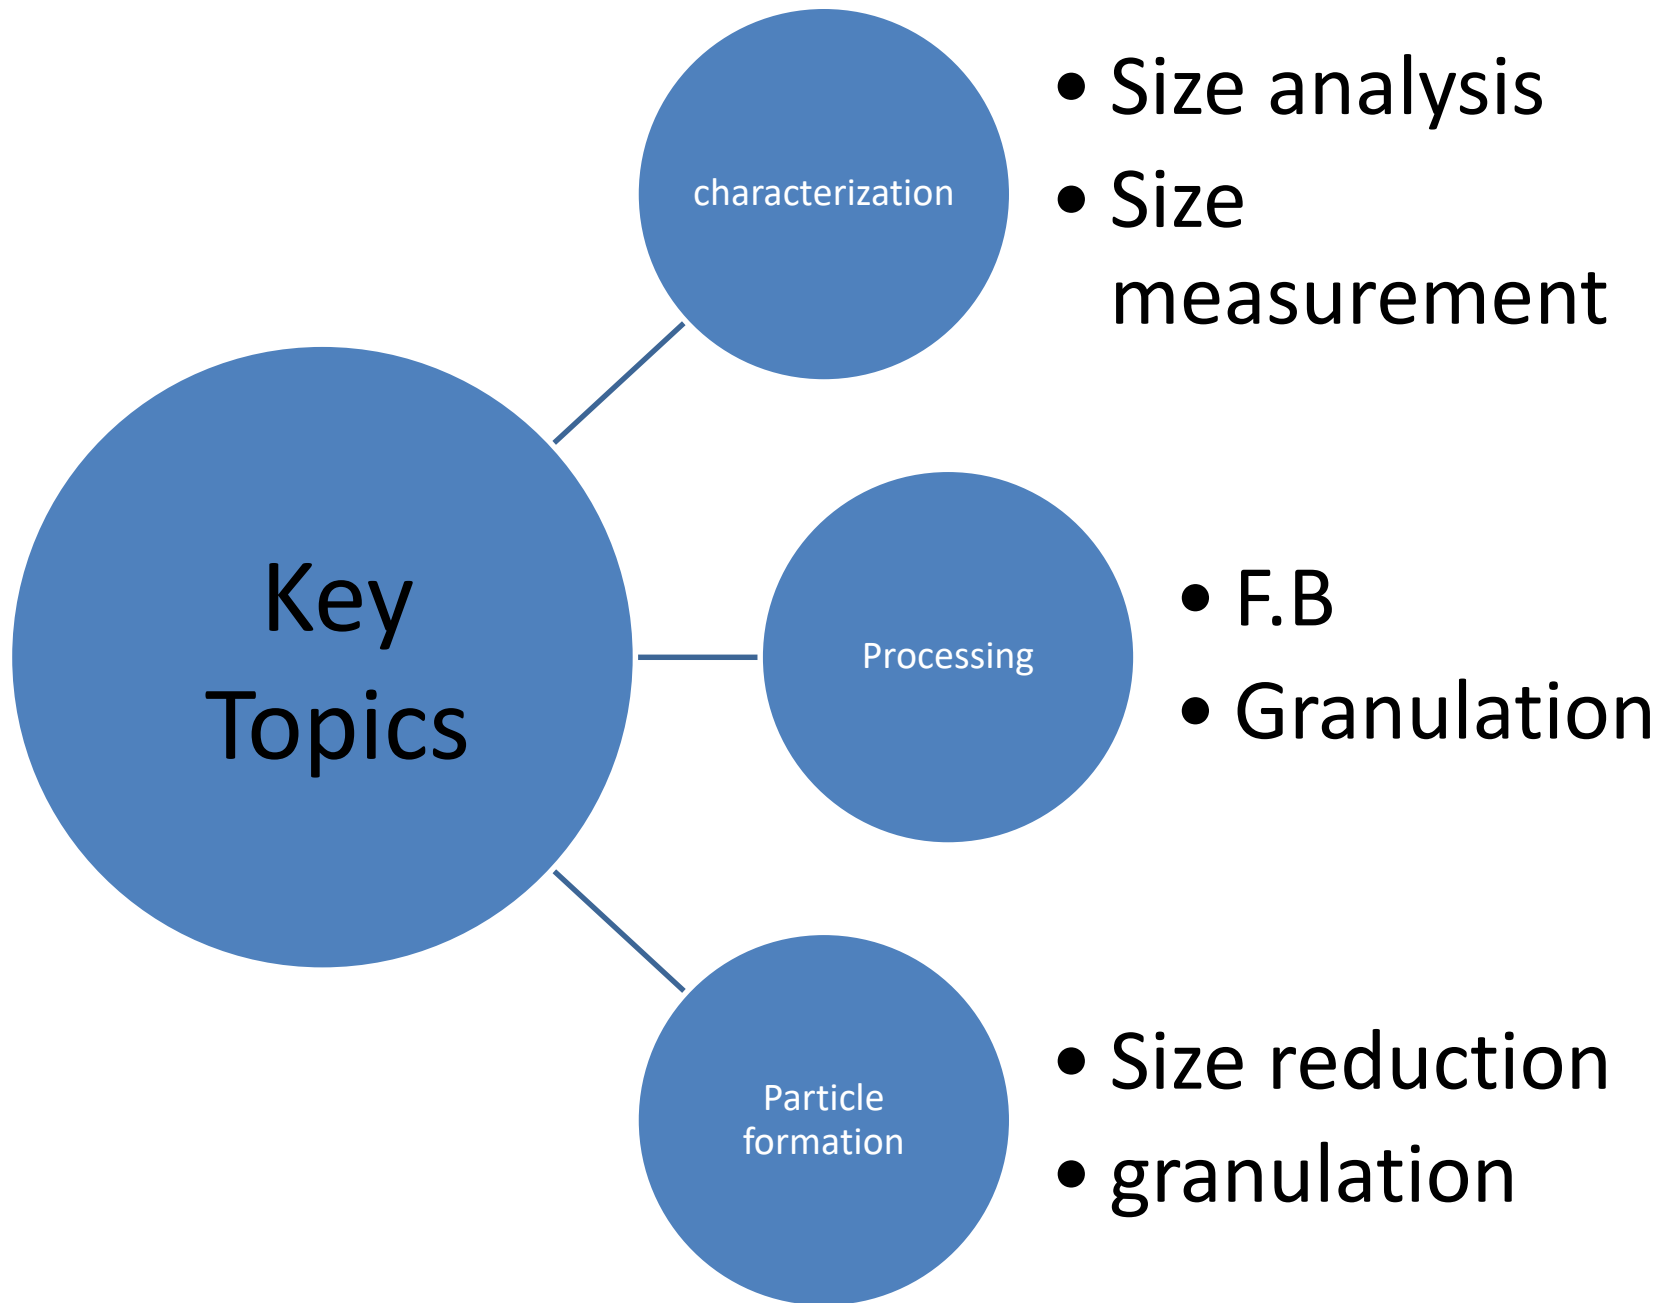 Key
Topics
characterization
• Size analysis
• Size
measurement
Processing
• F.B
• Granulation
Particle
formation
• Size reduction
• granulation